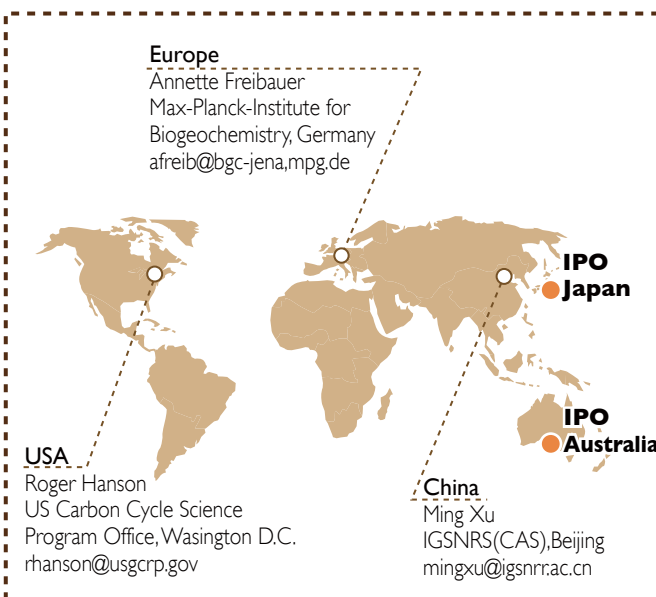 Europe
Annette Freibauer
Max-Planck-Institute for
Biogeochemistry, Germany
afreib@bgc-jena,mpg.de
IPO
Japan
IPO
Australia
USA
Roger Hanson
US Carbon Cycle Science
Program Office, Wasington D.C.
rhanson@usgcrp.gov
China
Ming Xu
IGSNRS(CAS),Beijing
mingxu@igsnrr.ac.cn